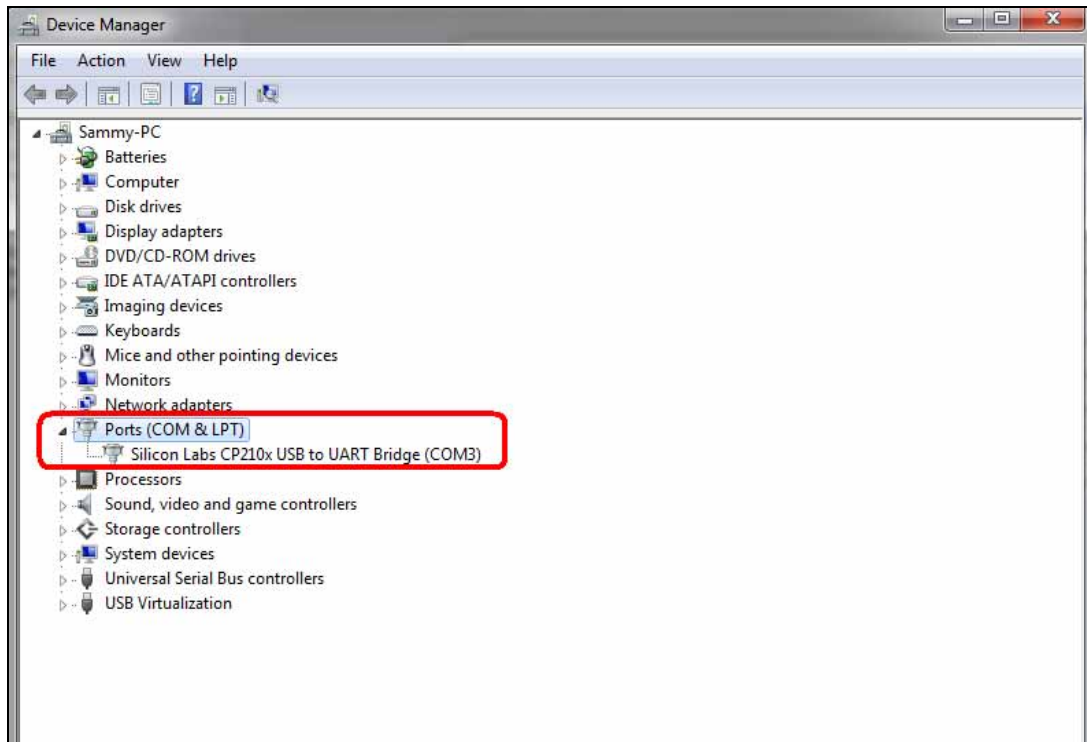 Device Manager
File Action View Help
Sammy-PC
Batteries
Computer
Disk drives
Display adapters
DVD/CD-ROM drives
IDE ATA/ATAPI controllers
Imaging devices
Keyboards
Mice and other pointing devices
Monitors
Network adapters
Ports (COM & LPT)
Silicon Labs CP210x USB to UART Bridge (COM3)
Processors
Sound, video and game controllers
Storage controllers
System devices
Universal Serial Bus controllers
USB Virtualization